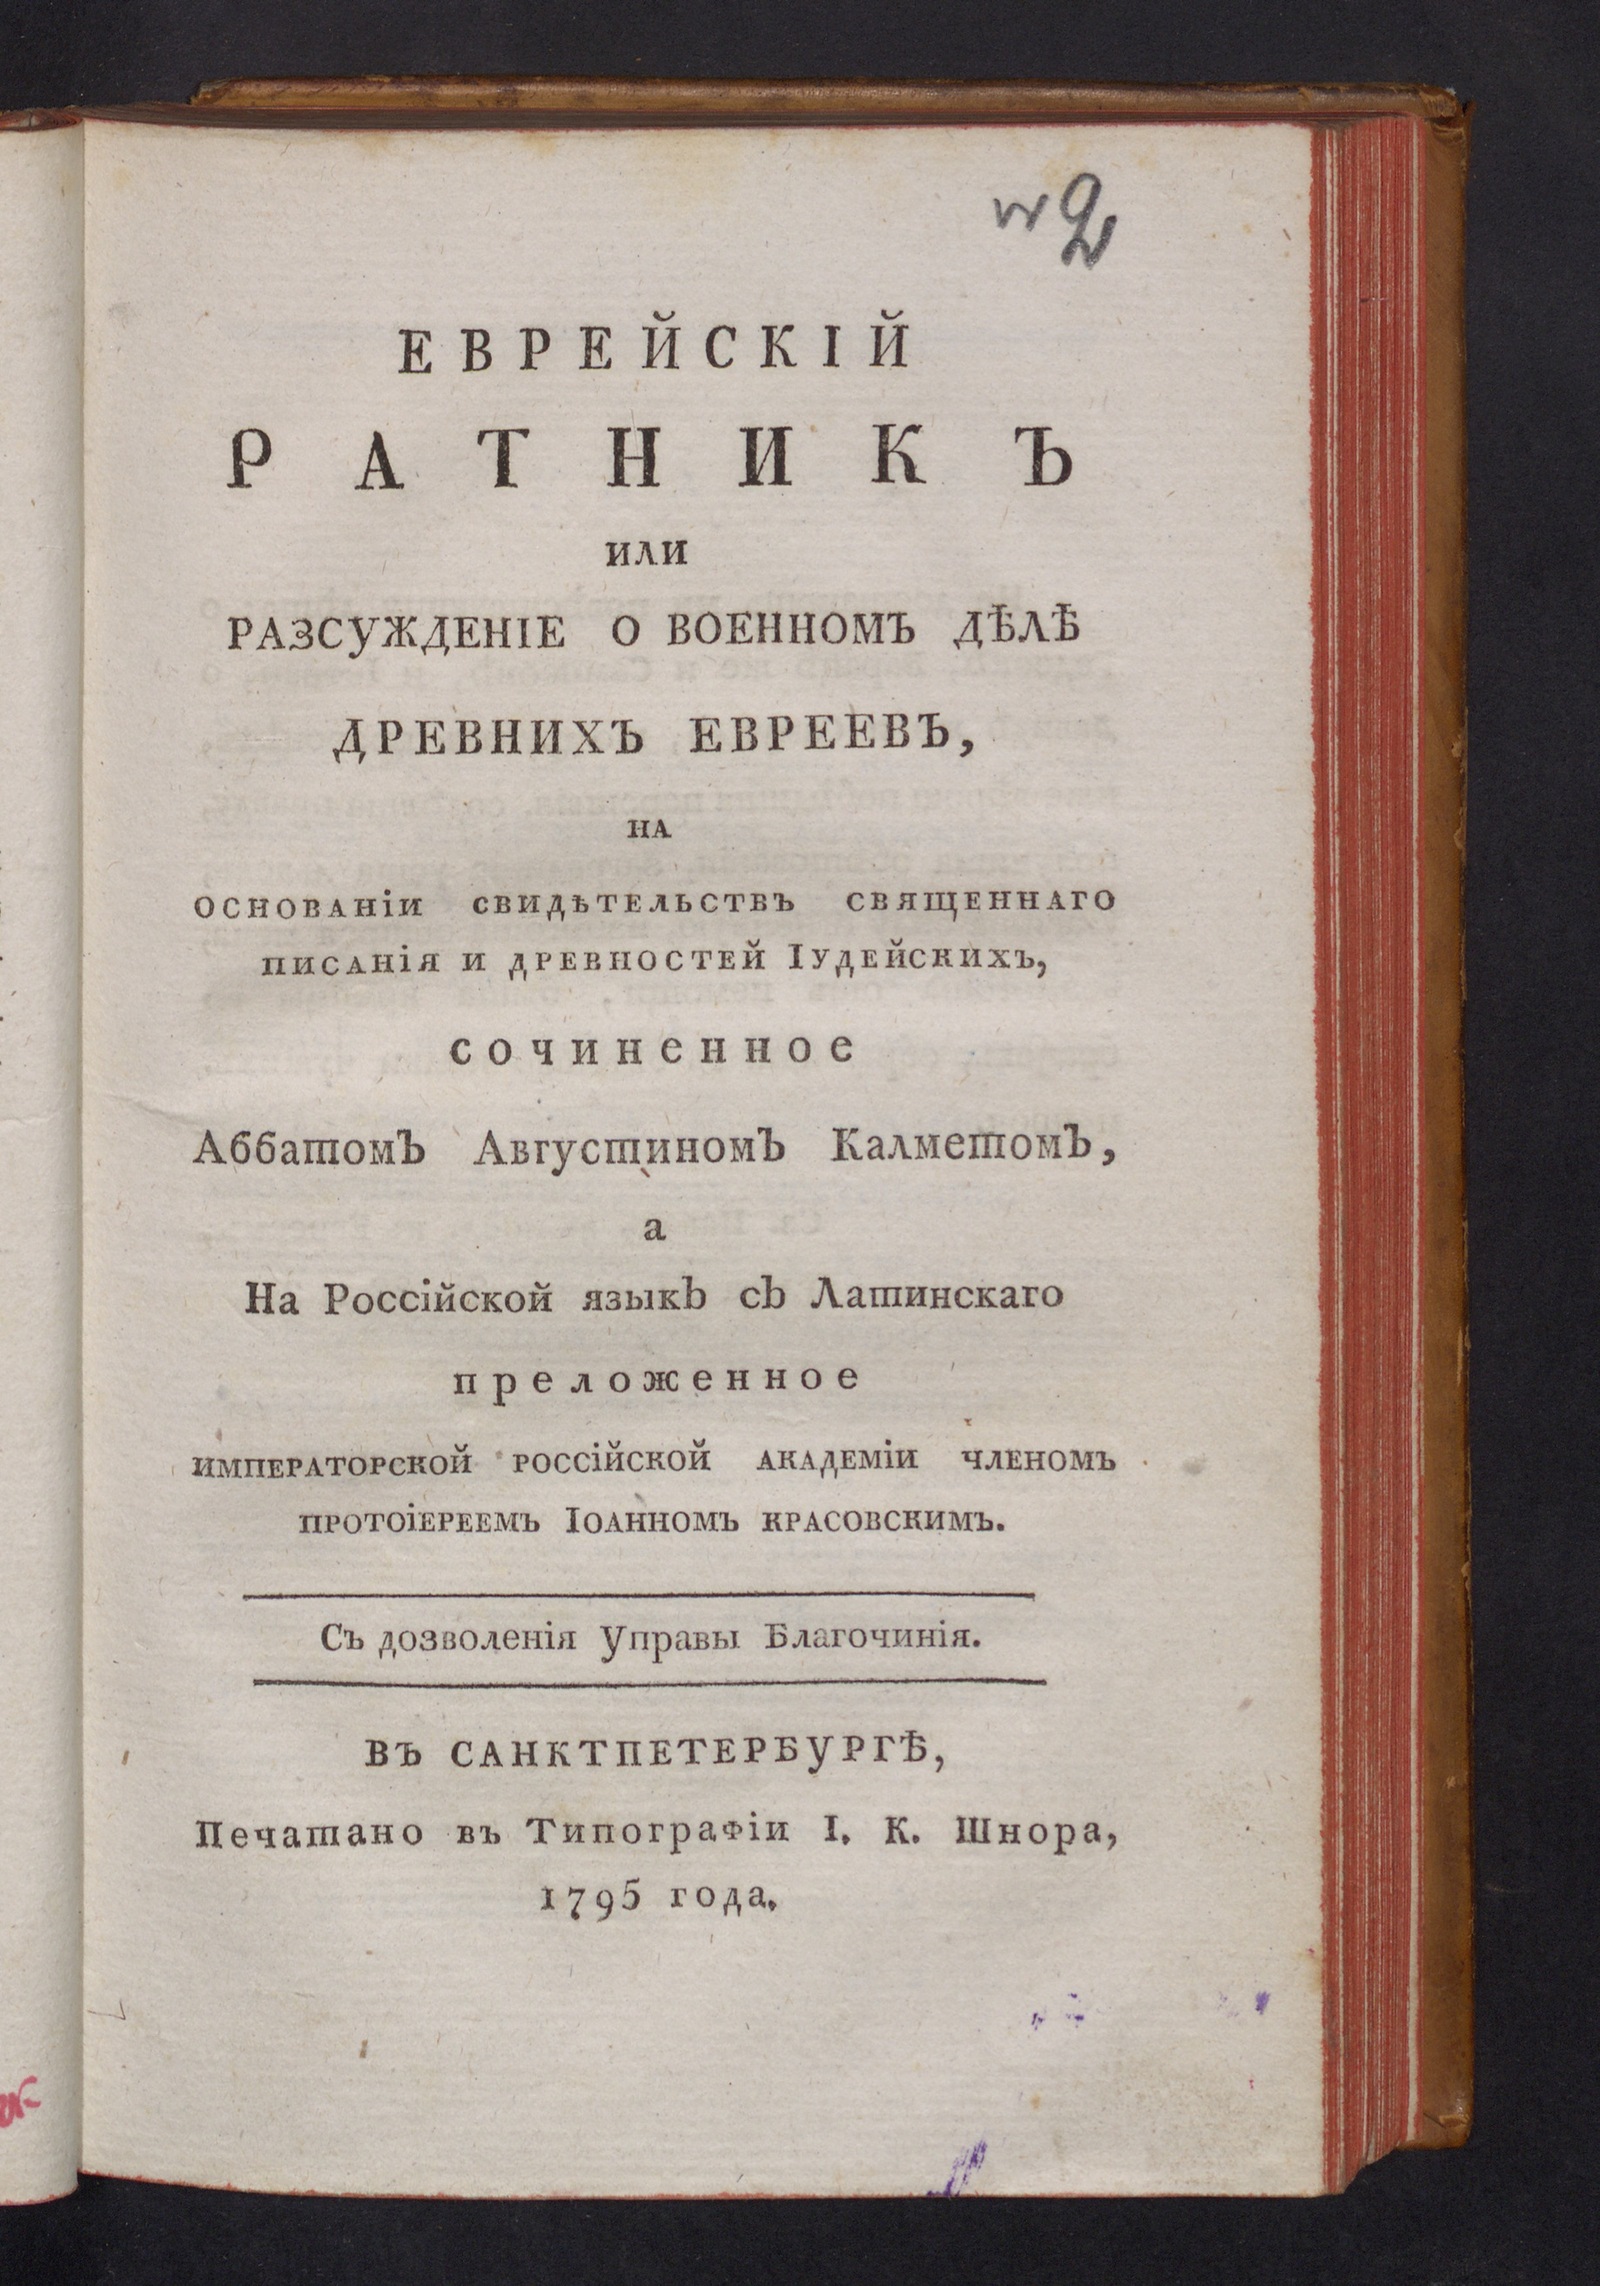 ЕВРЕЙСКІЙ
РАТНИКЪ
ИЛИ
РАЗСУЖДЕНІЕ О ВОЕННОМЪ ДѢЛѢ
ДРЕВНИХЪ ЕВРЕЕВЪ,
НА
ОСНОВАНІИ СВИДѢТЕЛЬСТВЪ СВЯЩЕННАГО
ПИСАНІЯ И ДРЕВНОСТЕЙ ІУДЕЙСКИХЪ,
сочиненное
Аббатомъ Августиномъ Калметомъ,
а
На Россійской языкъ съ Латинскаго
преложенное
ИМПЕРАТОРСКОЙ РОССІЙСКОЙ АКАДЕМІИ ЧЛЕНОМЪ
ПРОТОІЕРЕЕМЪ ІОАННОМЪ КРАСОВСКИМЪ.
Съ дозволенія Управы Благочинія.
ВЪ САНКТПЕТЕРБУРГѢ,
Печатано въ Типографіи І. К. Шнора,
1795 года.